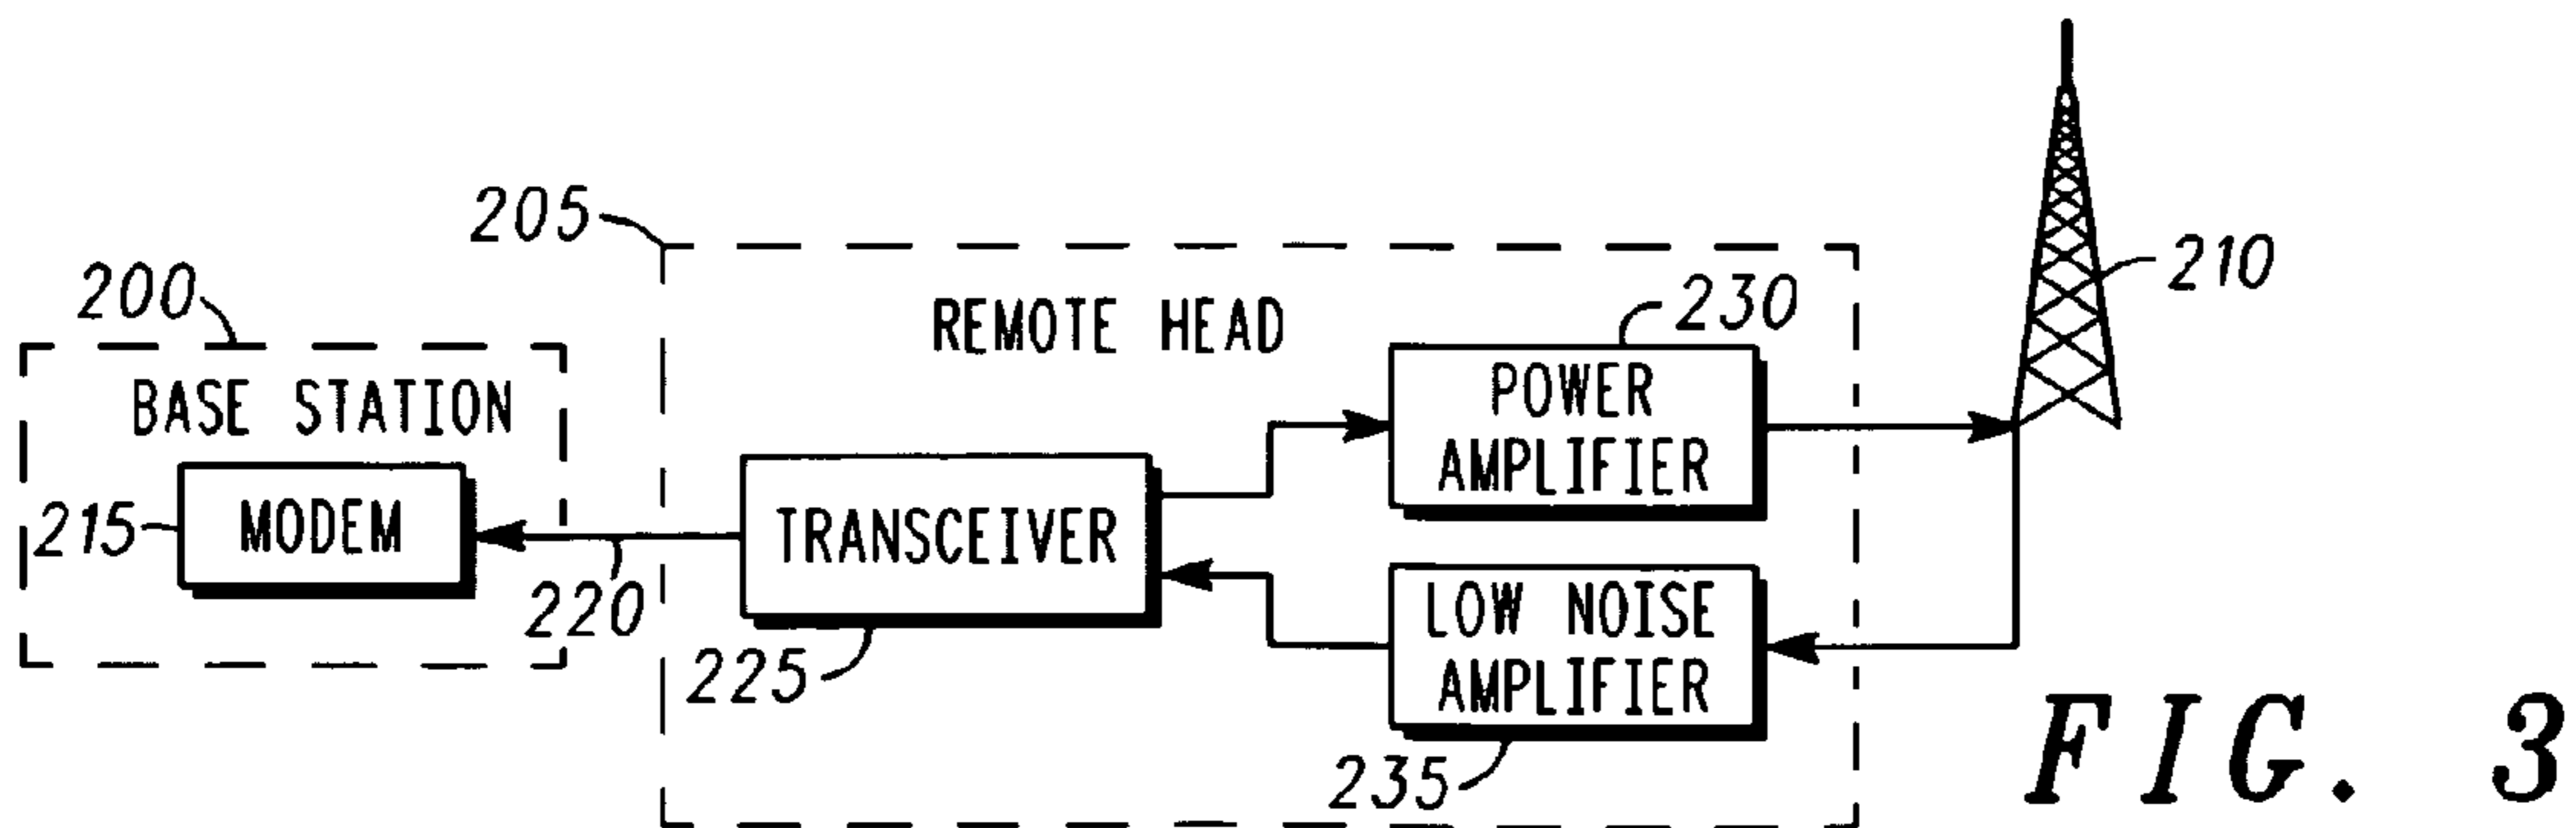 205
210
200
REMOTE HEAD
230
BASE STATION
POWER
AMPLIFIER
215
MODEM
TRANSCEIVER
220
225
LOW NOISE
AMPLIFIER
235
FIG. 3